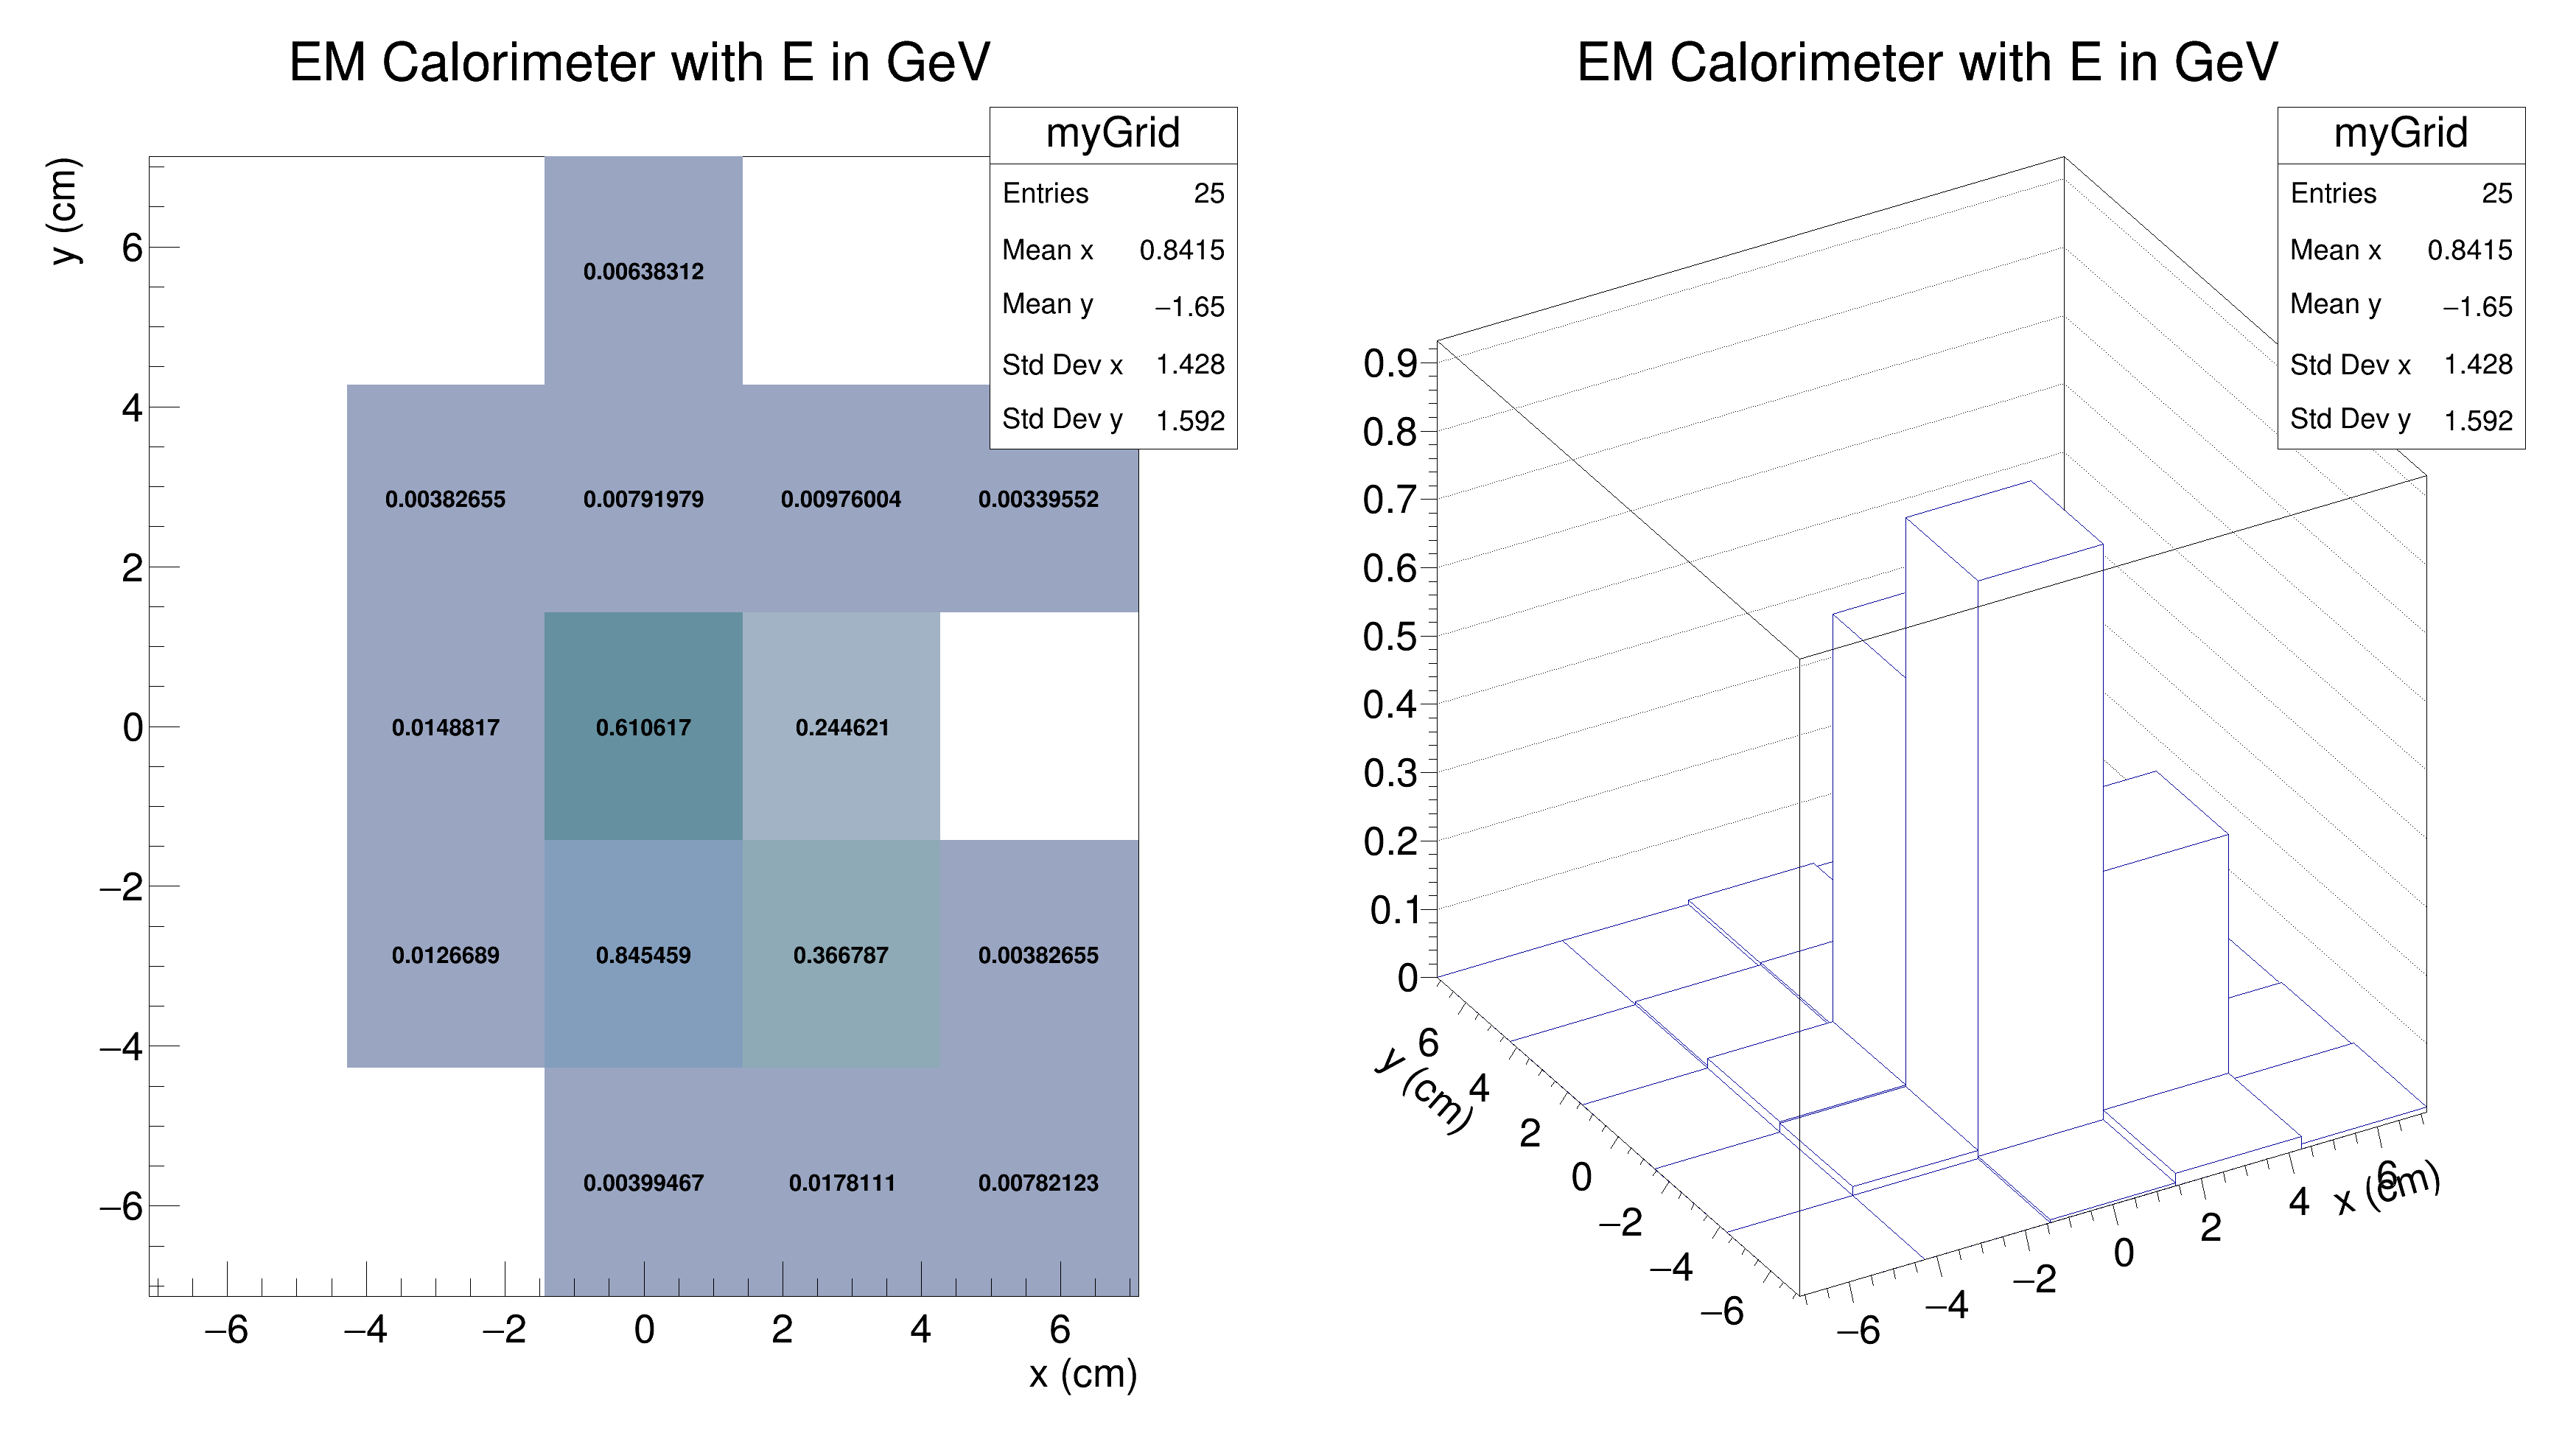 EM Calorimeter with E in GeV
myGrid
Entries 25
Mean x 0.8415
Mean y −1.65
Std Dev x 1.428
Std Dev y 1.592
y (cm)
6
4
2
0
−2
−4
−6
0.00638312
0.00382655 0.00791979 0.00976004 0.00339552
0.0148817 0.610617 0.244621
0.0126689 0.845459 0.366787 0.00382655
0.00399467 0.0178111 0.00782123
−6 −4 −2 0 2 4 6
x (cm)
EM Calorimeter with E in GeV
myGrid
Entries 25
Mean x 0.8415
Mean y −1.65
Std Dev x 1.428
Std Dev y 1.592
0.9
0.8
0.7
0.6
0.5
0.4
0.3
0.2
0.1
0
y (cm)
6
4
2
0
−2
−4
−6
−6 −4 −2 0 2 4 6
x (cm)